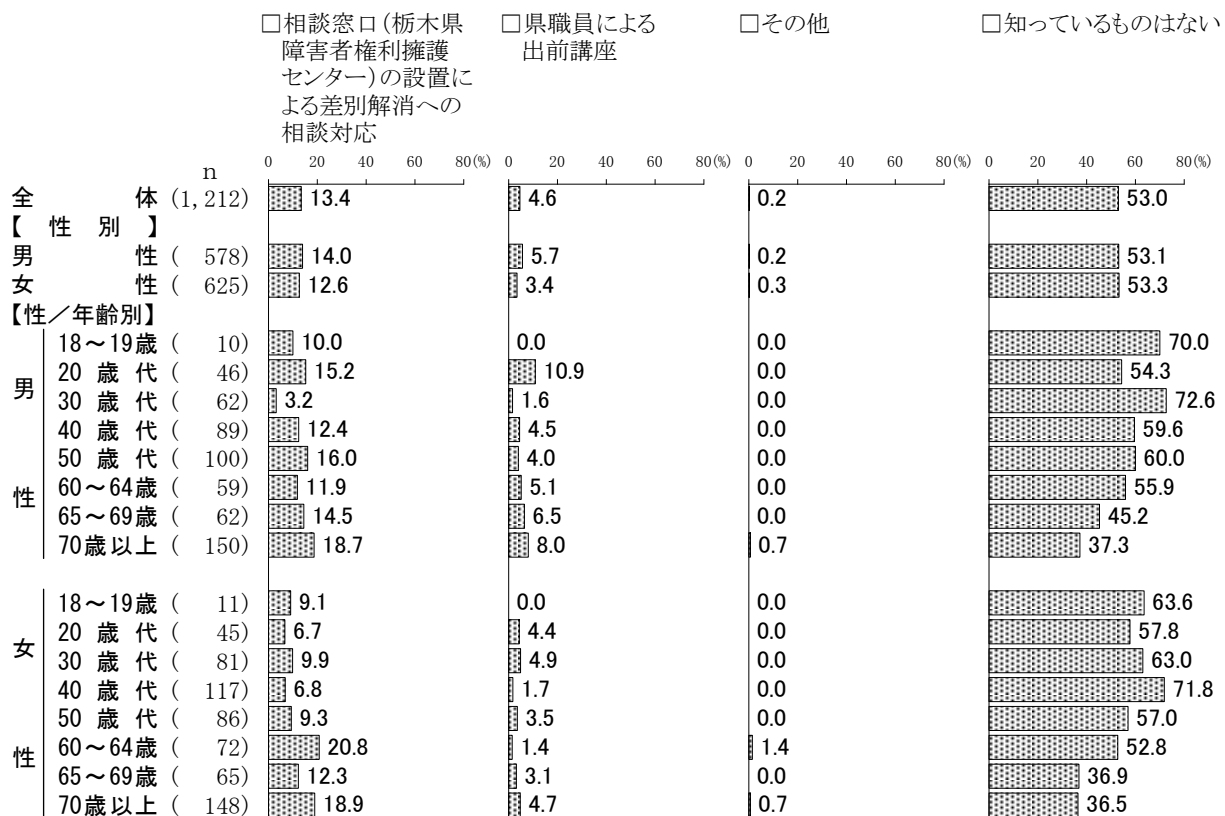 □相談窓口(栃木県
障害者権利擁護
センター)の設置に
よる差別解消への
相談対応
□県職員による
出前講座
□その他
□知っているものはない
n
0 20 40 60 80(%) 0 20 40 60 80(%) 0 20 40 60 80(%) 0 20 40 60 80(%)
全体 (1,212) 13.4 4.6 0.2 53.0
【性別】
男性 ( 578) 14.0 5.7 0.2 53.1
女性 ( 625) 12.6 3.4 0.3 53.3
【性/年齢別】
男性
18～19歳 ( 10) 10.0 0.0 0.0 70.0
20歳代 ( 46) 15.2 10.9 0.0 54.3
30歳代 ( 62) 3.2 1.6 0.0 72.6
40歳代 ( 89) 12.4 4.5 0.0 59.6
50歳代 ( 100) 16.0 4.0 0.0 60.0
60～64歳 ( 59) 11.9 5.1 0.0 55.9
65～69歳 ( 62) 14.5 6.5 0.0 45.2
70歳以上 ( 150) 18.7 8.0 0.7 37.3
女性
18～19歳 ( 11) 9.1 0.0 0.0 63.6
20歳代 ( 45) 6.7 4.4 0.0 57.8
30歳代 ( 81) 9.9 4.9 0.0 63.0
40歳代 ( 117) 6.8 1.7 0.0 71.8
50歳代 ( 86) 9.3 3.5 0.0 57.0
60～64歳 ( 72) 20.8 1.4 1.4 52.8
65～69歳 ( 65) 12.3 3.1 0.0 36.9
70歳以上 ( 148) 18.9 4.7 0.7 36.5